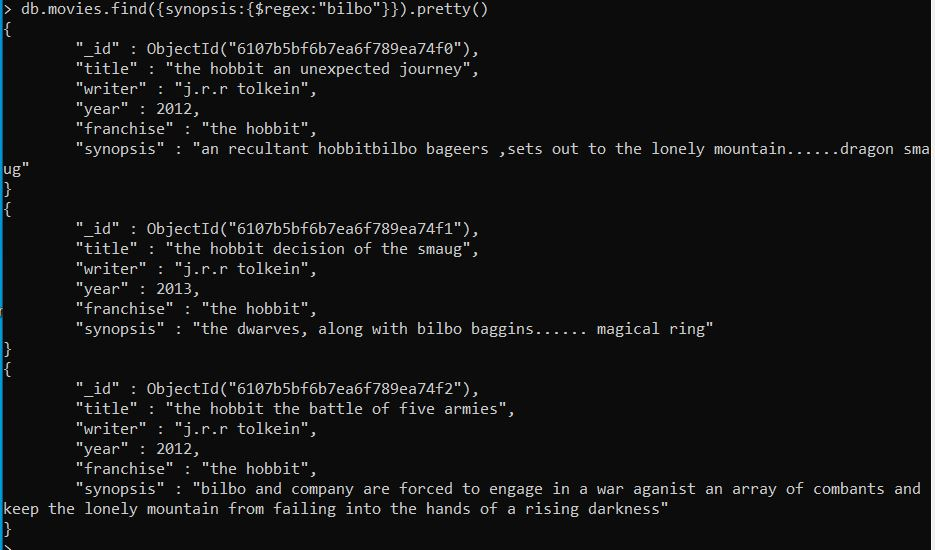 > db.movies.find({synopsis:{$regex:"bilbo"}}).pretty()
{
        "_id" : ObjectId("6107b5bf6b7ea6f789ea74f0"),
        "title" : "the hobbit an unexpected journey",
        "writer" : "j.r.r tolkein",
        "year" : 2012,
        "franchise" : "the hobbit",
        "synopsis" : "an recultant hobbitbilbo bageers ,sets out to the lonely mountain......dragon sma
ug"
}
{
        "_id" : ObjectId("6107b5bf6b7ea6f789ea74f1"),
        "title" : "the hobbit decision of the smaug",
        "writer" : "j.r.r tolkein",
        "year" : 2013,
        "franchise" : "the hobbit",
        "synopsis" : "the dwarves, along with bilbo baggins...... magical ring"
}
{
        "_id" : ObjectId("6107b5bf6b7ea6f789ea74f2"),
        "title" : "the hobbit the battle of five armies",
        "writer" : "j.r.r tolkein",
        "year" : 2012,
        "franchise" : "the hobbit",
        "synopsis" : "bilbo and company are forced to engage in a war aganist an array of combants and
keep the lonely mountain from failing into the hands of a rising darkness"
}
>